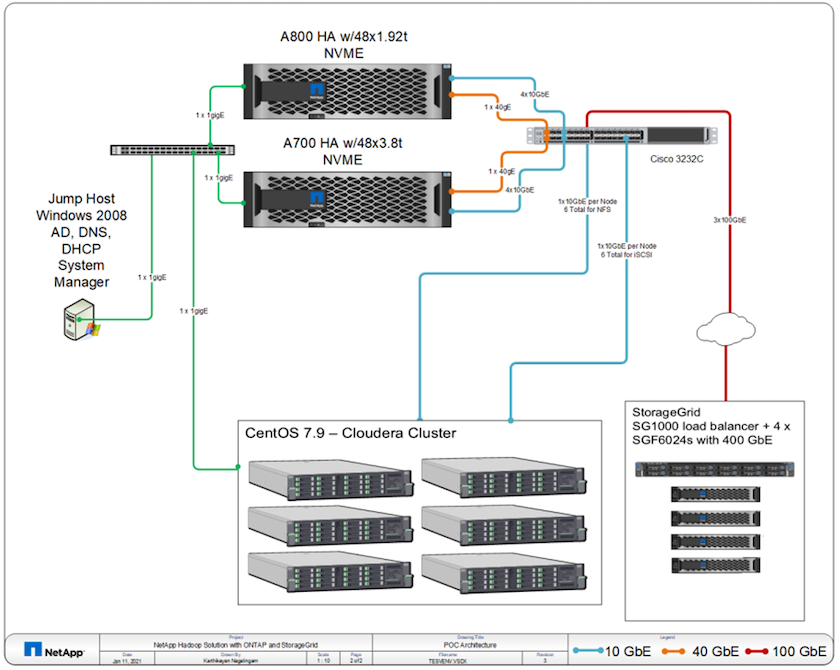 A800 HA w/48x1.92t
NVME
4x10GbE
1 x 40gE
1 x 1gigE
A700 HA w/48x3.8t
NVME
Cisco 3232C
1 x 40gE
4x10GbE
1 x 1gigE
Jump Host
Windows 2008
AD, DNS,
DHCP
System
Manager
1x10GbE per Node
6 Total for NFS
3x100GbE
1x10GbE per Node
6 Total for iSCSI
1 x 1gigE
1 x 1gigE
CentOS 7.9 – Cloudera Cluster
StorageGrid
SG1000 load balancer + 4 x
SGF6024s with 400 GbE
NetApp
Project
NetApp Hadoop Solution with ONTAP and StorageGrid
Drawing Title
POC Architecture
Legend
10 GbE
40 GbE
100 GbE
Date
Jan 11, 2021
Drawn By
Karthikeyan Nagalingam
Scale
1 : 10
Page
2 of 2
Filename
TESVENV.VSDX
Revision
3